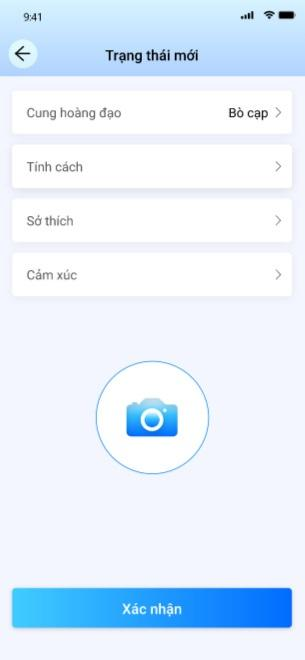 9:41
Trạng thái mới
Cung hoàng đạo Bò cạp
Tính cách
Sở thích
Cảm xúc
Xác nhận